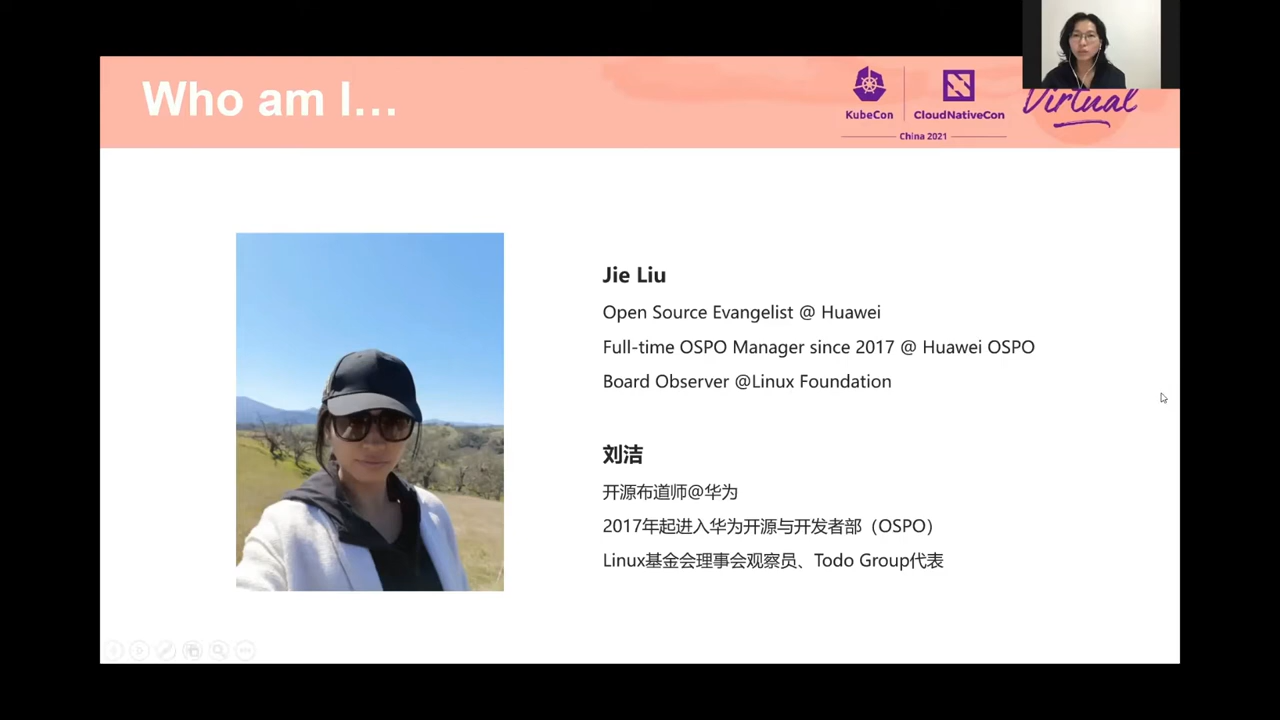 Who am I...
KubeCon
CloudNativeCon
China 2021
Virtual
Jie Liu
Open Source Evangelist @ Huawei
Full-time OSPO Manager since 2017 @ Huawei OSPO
Board Observer @Linux Foundation
刘洁
开源布道师@华为
2017年起进入华为开源与开发者部（OSPO）
Linux基金会理事会观察员、Todo Group代表